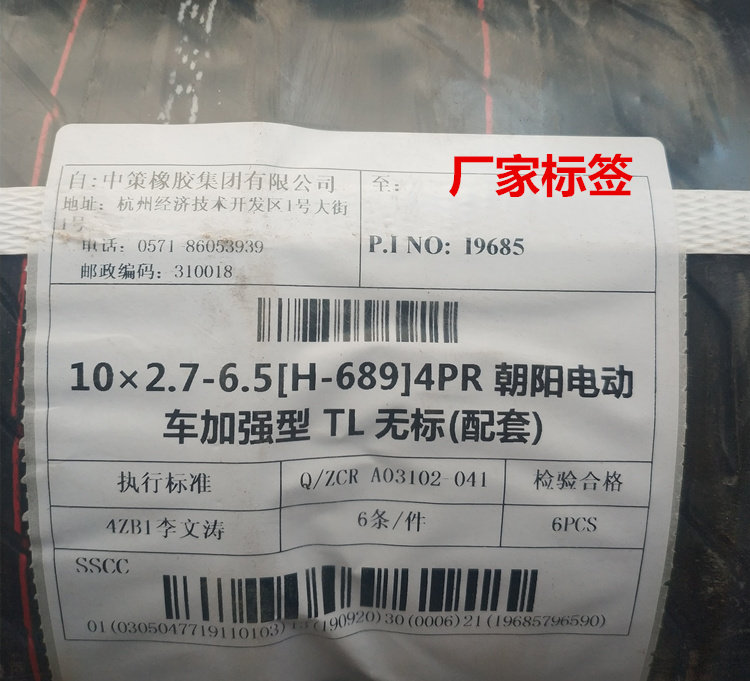 厂家标签
自:中策橡胶集团有限公司
地址: 杭州经济技术开发区1号大街
1号
电话: 0571 86053939
邮政编码: 310018
至:
P.I NO: 19685
10×2.7-6.5[H-689]4PR 朝阳电动
车加强型 TL 无标(配套)
执行标准 Q/ZCR A03102-041 检验合格
4ZB1李文涛 6条/件 6PCS
SSCC
01(0305047719110103)13(190920)30(0006)21(19685796590)